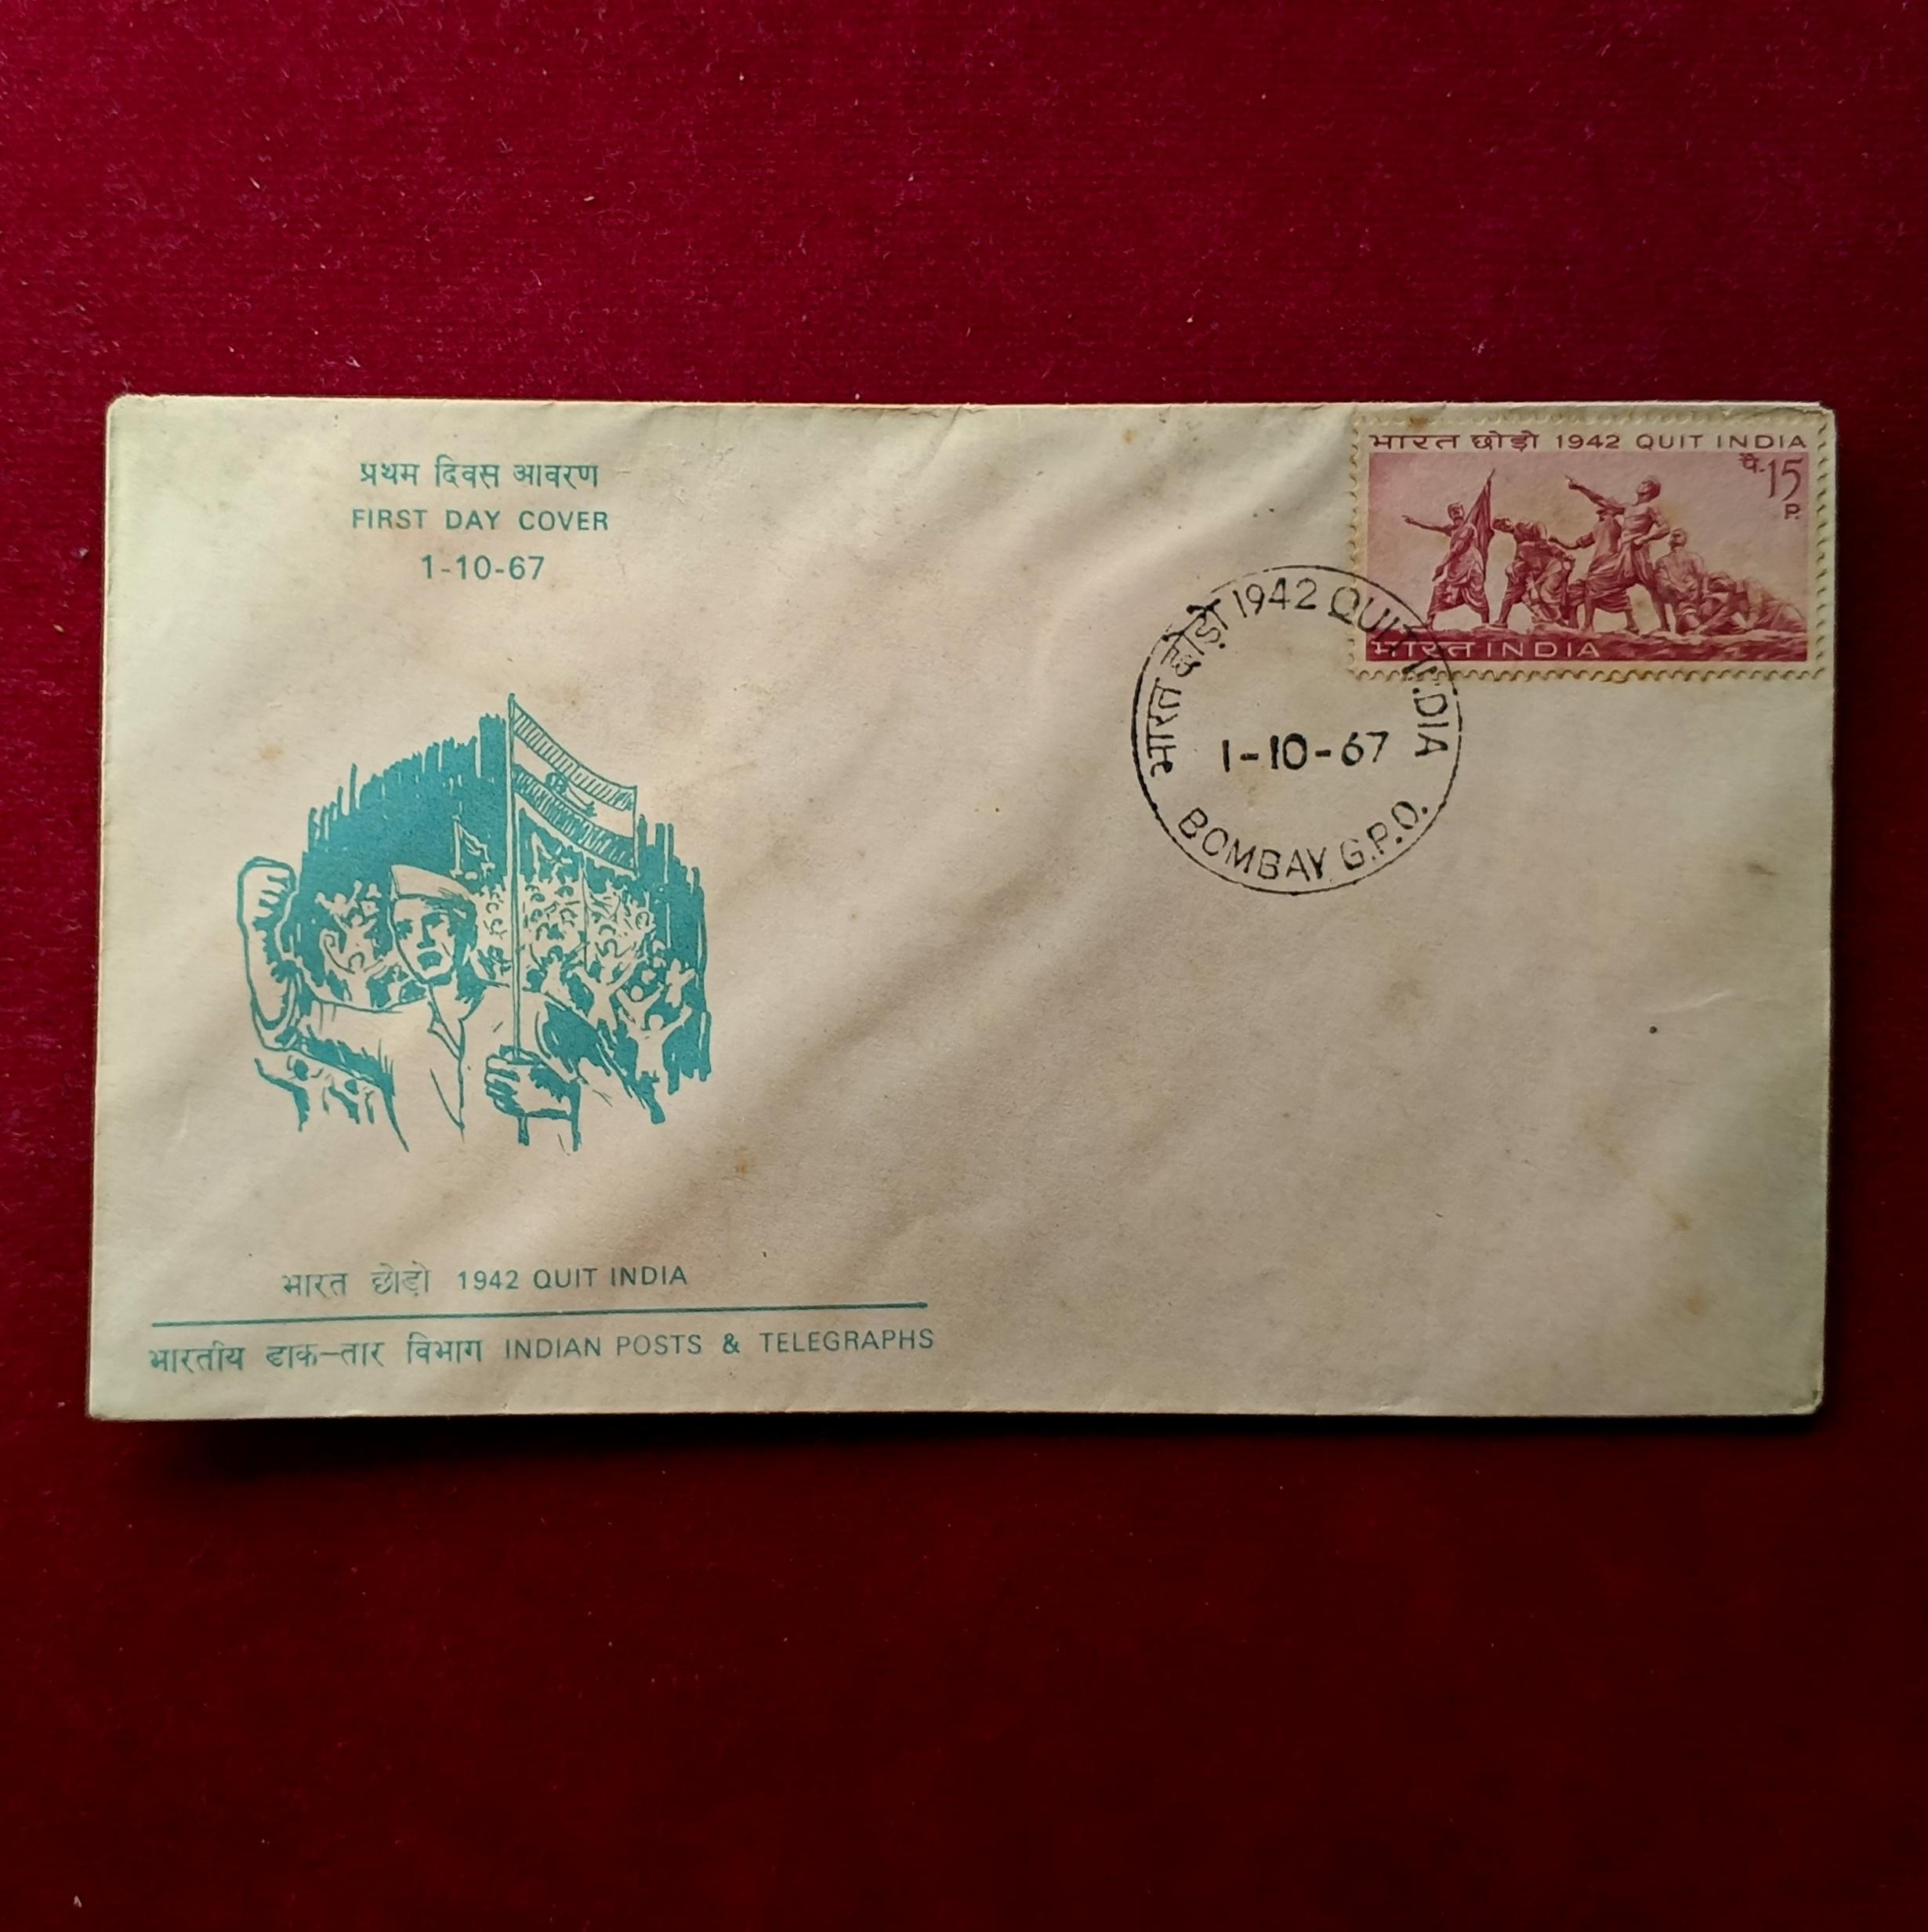 प्रथम दिवस आवरण
FIRST DAY COVER
1-10-67
भारत छोड़ो 1942 QUIT INDIA
पै. 15
P.
भारत INDIA
भारत छोड़ो 1942 QUIT INDIA
1-10-67
BOMBAY G.P.O.
भारत छोड़ो 1942 QUIT INDIA
भारतीय डाक-तार विभाग INDIAN POSTS & TELEGRAPHS